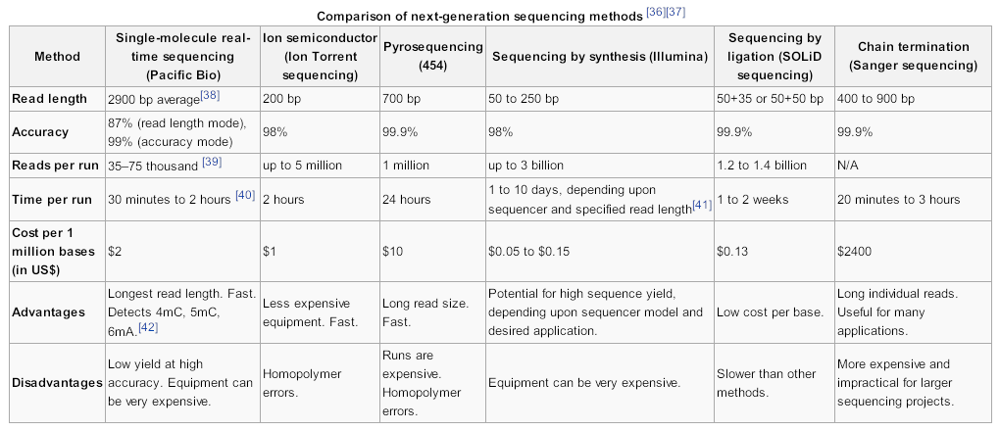 Comparison of next-generation sequencing methods [36][37]
Method
Single-molecule real-
time sequencing
(Pacific Bio)
Ion semiconductor
(Ion Torrent
sequencing)
Pyrosequencing
(454)
Sequencing by synthesis (Illumina)
Sequencing by
ligation (SOLiD
sequencing)
Chain termination
(Sanger sequencing)
Read length
2900 bp average[38]
200 bp
700 bp
50 to 250 bp
50+35 or 50+50 bp
400 to 900 bp
Accuracy
87% (read length mode),
99% (accuracy mode)
98%
99.9%
98%
99.9%
99.9%
Reads per run
35–75 thousand [39]
up to 5 million
1 million
up to 3 billion
1.2 to 1.4 billion
N/A
Time per run
30 minutes to 2 hours [40]
2 hours
24 hours
1 to 10 days, depending upon
sequencer and specified read length[41]
1 to 2 weeks
20 minutes to 3 hours
Cost per 1
million bases
(in US$)
$2
$1
$10
$0.05 to $0.15
$0.13
$2400
Advantages
Longest read length. Fast.
Detects 4mC, 5mC,
6mA.[42]
Less expensive
equipment. Fast.
Long read size.
Fast.
Potential for high sequence yield,
depending upon sequencer model and
desired application.
Low cost per base.
Long individual reads.
Useful for many
applications.
Disadvantages
Low yield at high
accuracy. Equipment can
be very expensive.
Homopolymer
errors.
Runs are
expensive.
Homopolymer
errors.
Equipment can be very expensive.
Slower than other
methods.
More expensive and
impractical for larger
sequencing projects.